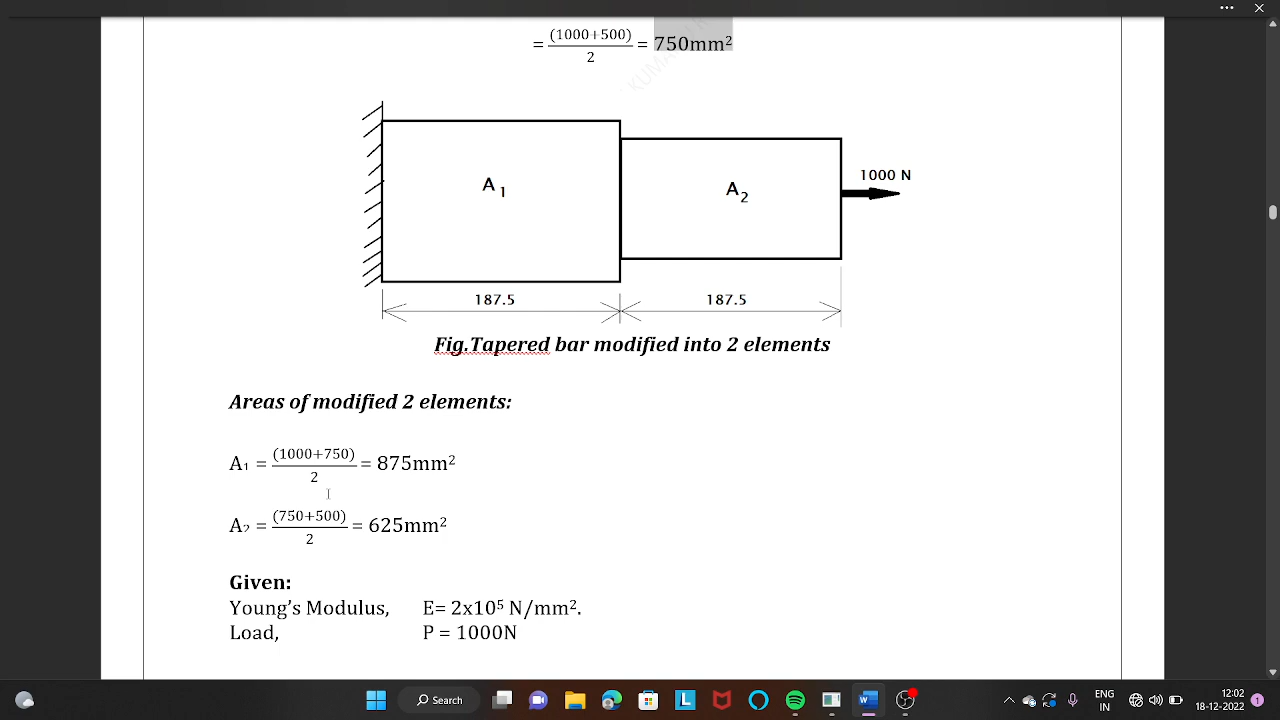 = (1000+500)/2 = 750mm²
KUMA
A 1
A 2
1000 N
187.5
187.5
Fig.Tapered bar modified into 2 elements
Areas of modified 2 elements:
A₁ = (1000+750)/2 = 875mm²
A₂ = (750+500)/2 = 625mm²
Given:
Young’s Modulus, E= 2x10⁵ N/mm².
Load, P = 1000N
Search
L
W
ENG
IN
12:02
18-12-2022
1